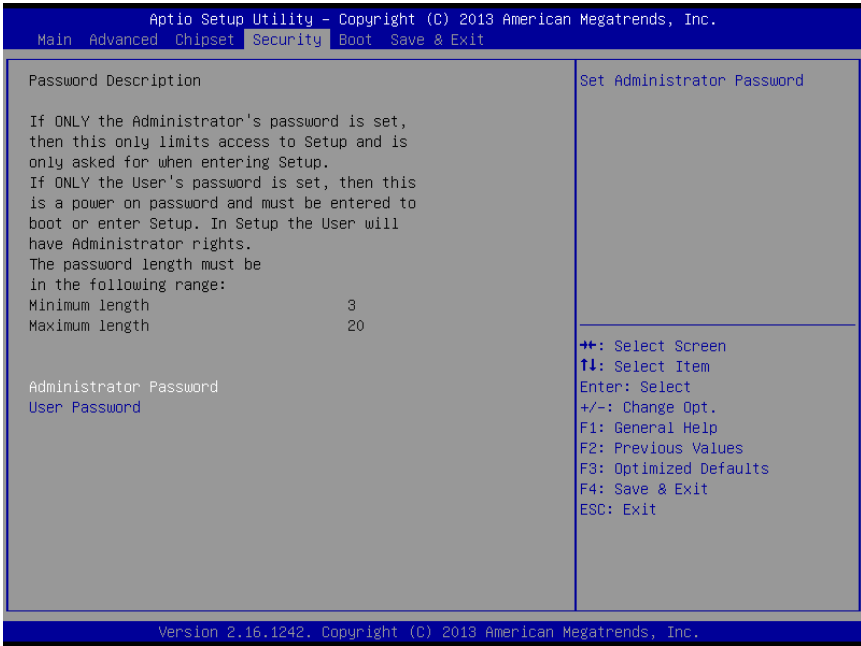 Aptio Setup Utility – Copyright (C) 2013 American Megatrends, Inc.
Main Advanced Chipset Security Boot Save & Exit
Password Description
If ONLY the Administrator's password is set,
then this only limits access to Setup and is
only asked for when entering Setup.
If ONLY the User's password is set, then this
is a power on password and must be entered to
boot or enter Setup. In Setup the User will
have Administrator rights.
The password length must be
in the following range:
Minimum length 3
Maximum length 20
Administrator Password
User Password
Set Administrator Password
→←: Select Screen
↑↓: Select Item
Enter: Select
+/-: Change Opt.
F1: General Help
F2: Previous Values
F3: Optimized Defaults
F4: Save & Exit
ESC: Exit
Version 2.16.1242. Copyright (C) 2013 American Megatrends, Inc.